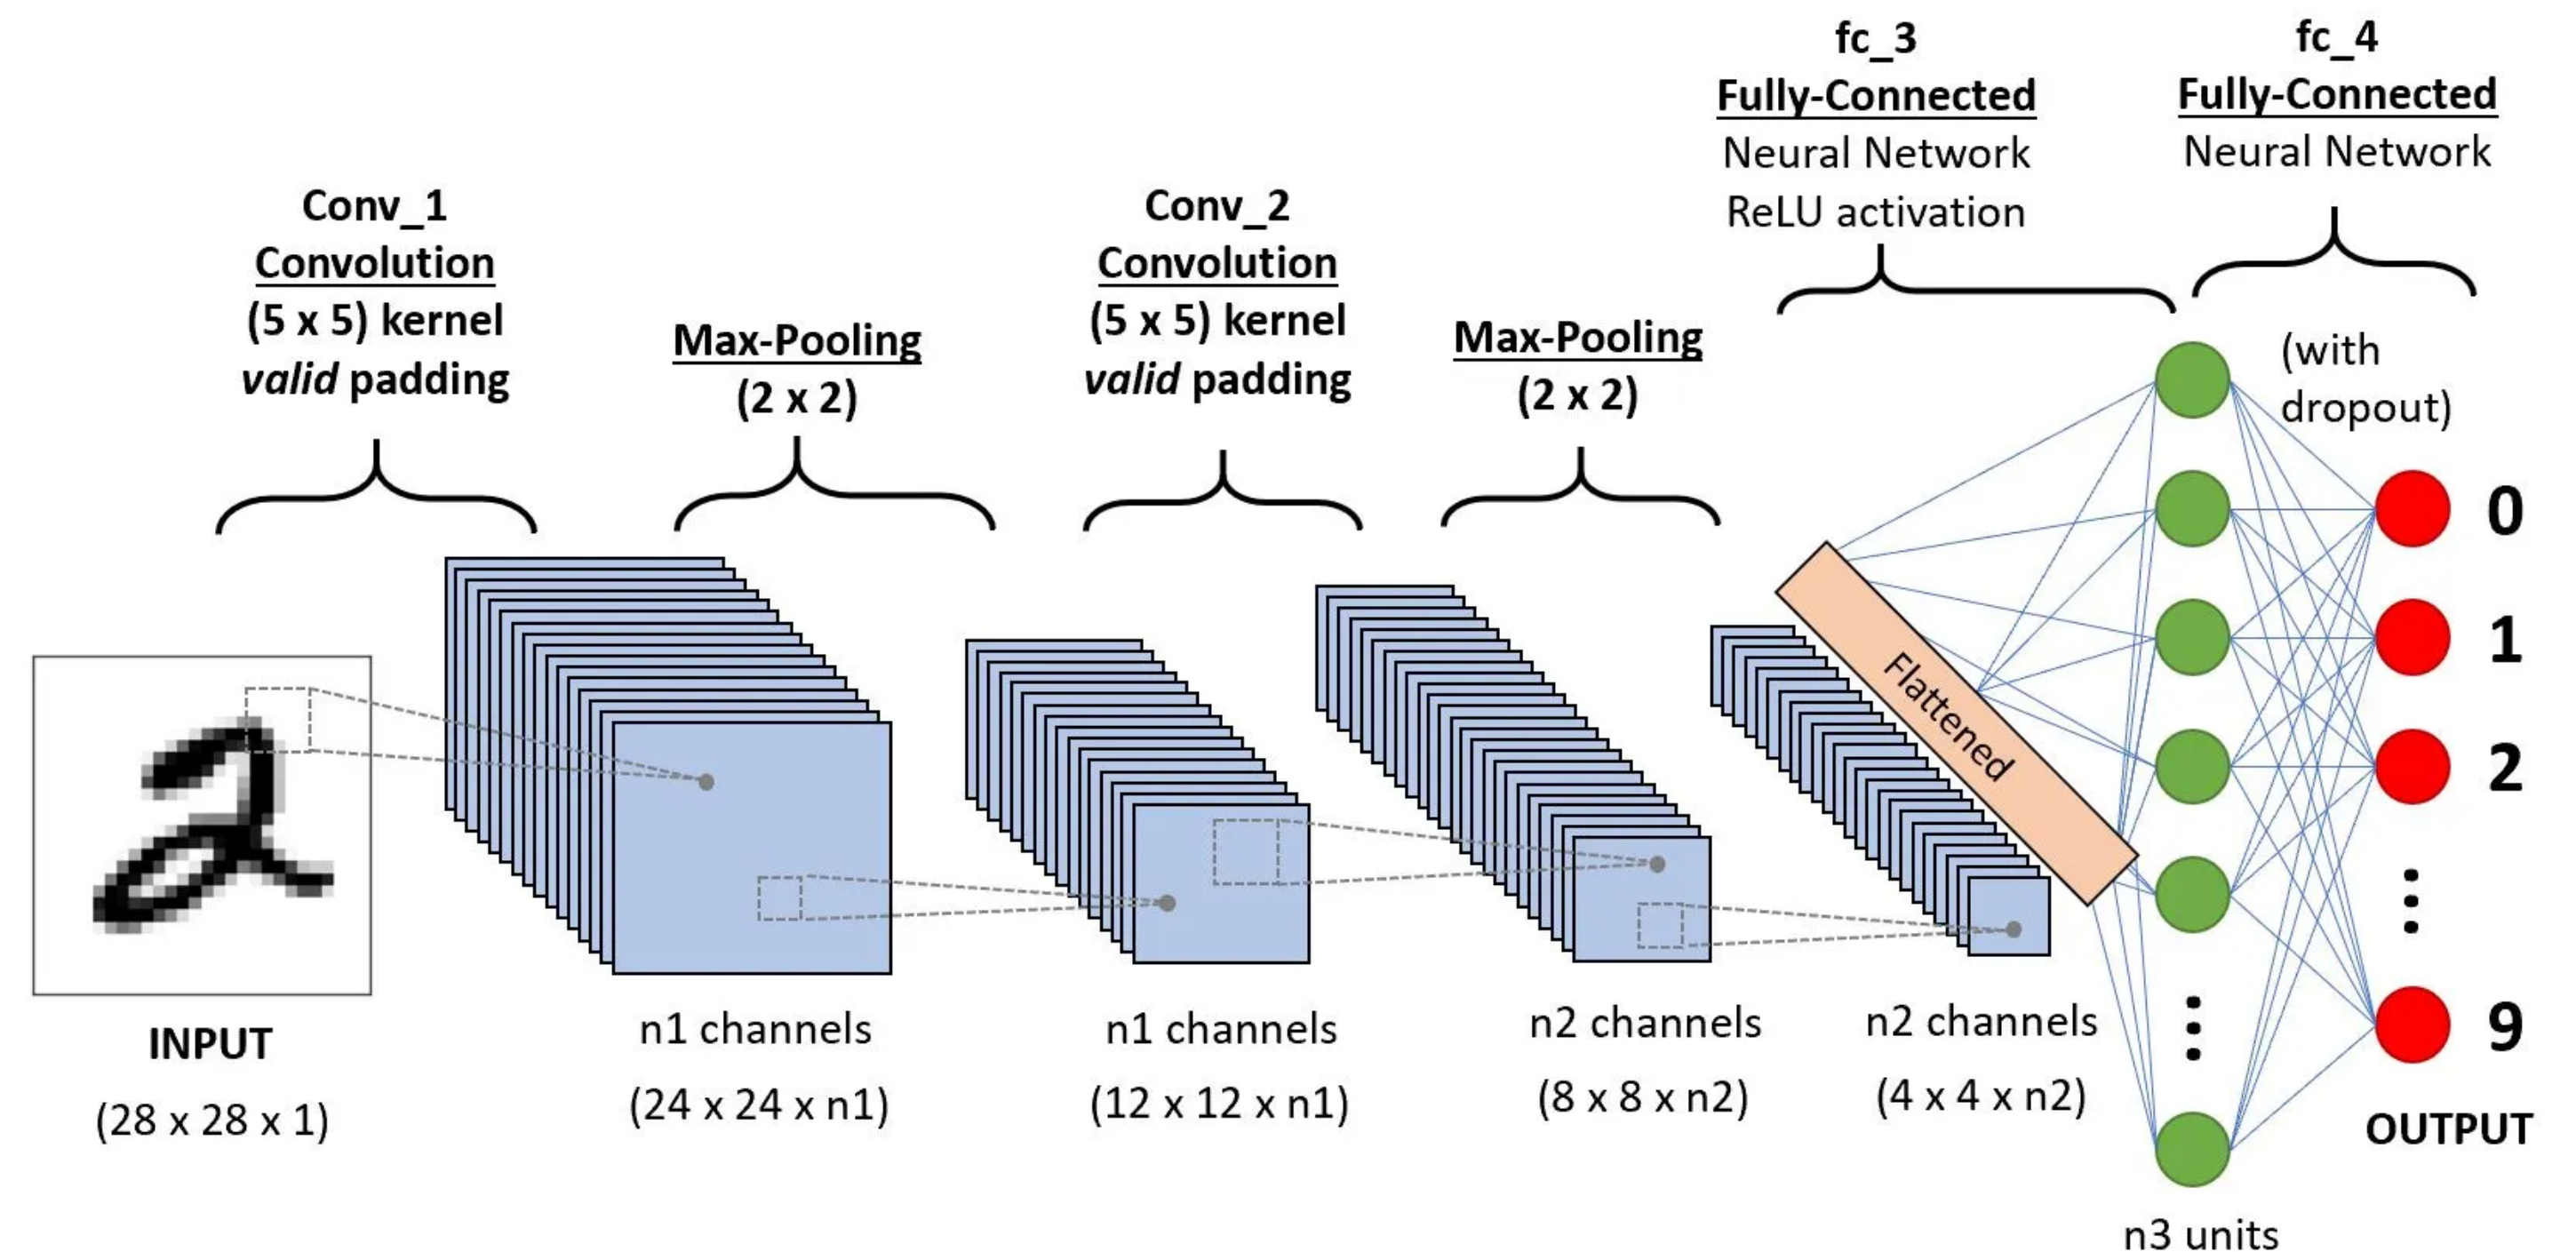 Conv_1
Convolution
(5 x 5) kernel
valid padding
Max-Pooling
(2 x 2)
Conv_2
Convolution
(5 x 5) kernel
valid padding
Max-Pooling
(2 x 2)
fc_3
Fully-Connected
Neural Network
ReLU activation
fc_4
Fully-Connected
Neural Network
(with
dropout)
Flattened
0
1
2
9
INPUT
(28 x 28 x 1)
n1 channels
(24 x 24 x n1)
n1 channels
(12 x 12 x n1)
n2 channels
(8 x 8 x n2)
n2 channels
(4 x 4 x n2)
n3 units
OUTPUT
2